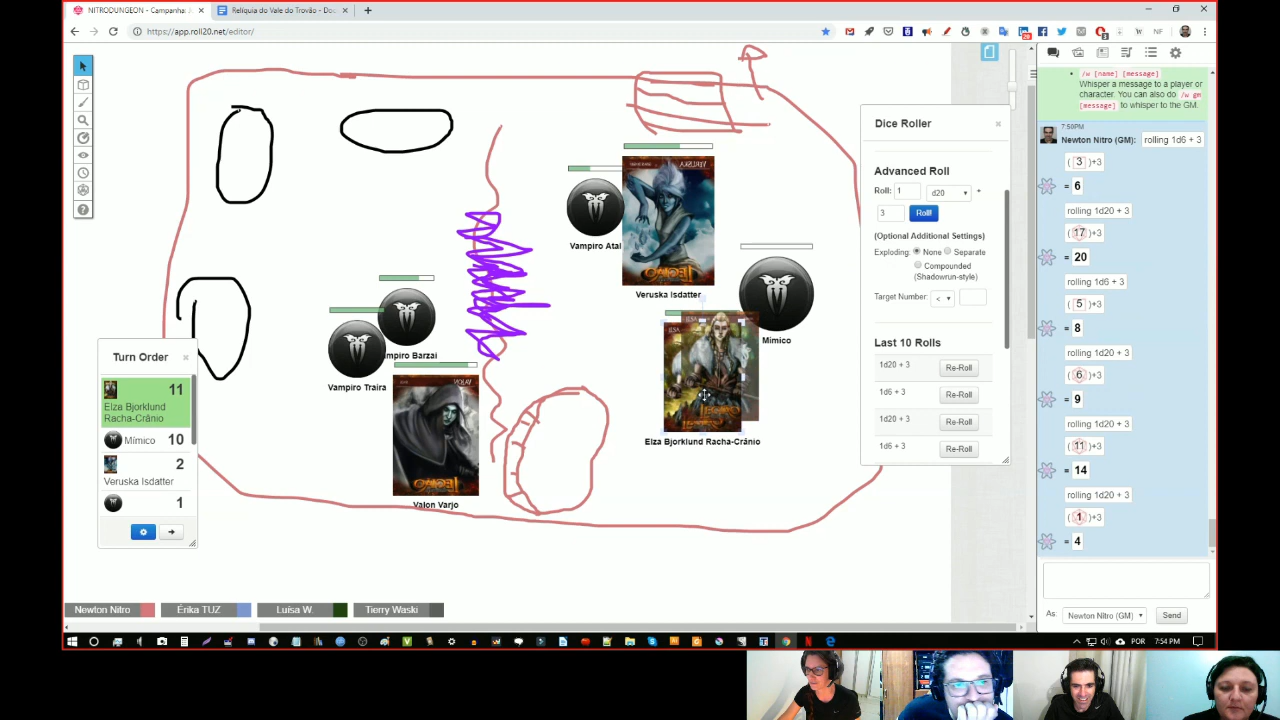 NITRODUNGEON - Campanha:
Relíquia do Vale do Trovão - Doc
https://app.roll20.net/editor/
/w [name] [message]
Whisper a message to a player or
character. You can also do /w gm
[message] to whisper to the GM.
7:50PM
Newton Nitro (GM): rolling 1d6 + 3
(3)+3
= 6
rolling 1d20 + 3
(17)+3
= 20
rolling 1s6 + 3
(5)+3
= 8
rolling 1d20 + 3
(6)+3
= 9
rolling 1d20 + 3
(11)+3
= 14
rolling 1d20 + 3
(1)+3
= 4
As: Newton Nitro (GM) Send
Dice Roller
Advanced Roll
Roll: 1 d20 +
3 Roll!
(Optional Additional Settings)
Exploding: None Separate
Compounded
(Shadowrun-style)
Target Number: <
Last 10 Rolls
1d20 + 3 Re-Roll
1d6 + 3 Re-Roll
1d20 + 3 Re-Roll
1d6 + 3 Re-Roll
Vampiro Atal
Veruska Isdatter
Mímico
Vampiro Traira
mpiro Barzai
Valon Varjo
Elza Bjorklund Racha-Crânio
Turn Order
11
Elza Bjorklund
Racha-Crânio
Mímico 10
2
Veruska Isdatter
1
Newton Nitro
Érika TUZ
Luísa W.
Tierry Waski
POR 7:54 PM